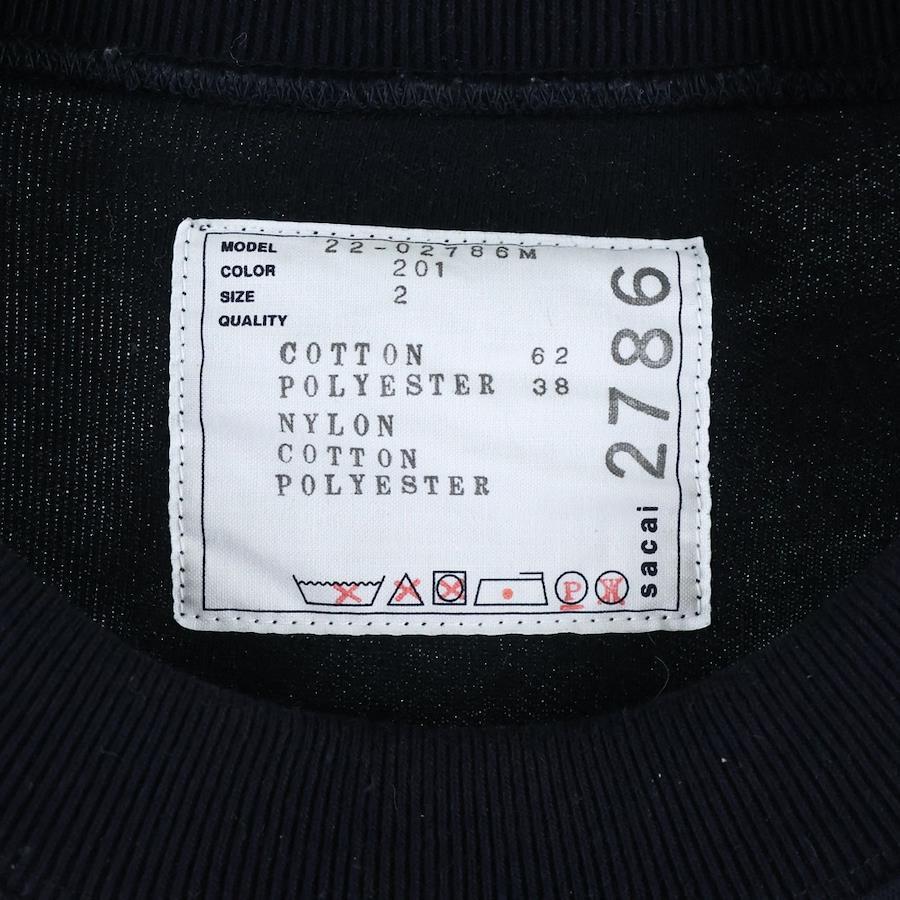 MODEL 22-02786M
COLOR 201
SIZE 2
QUALITY
COTTON 62
POLYESTER 38
NYLON
COTTON
POLYESTER
P W
sacai 2786